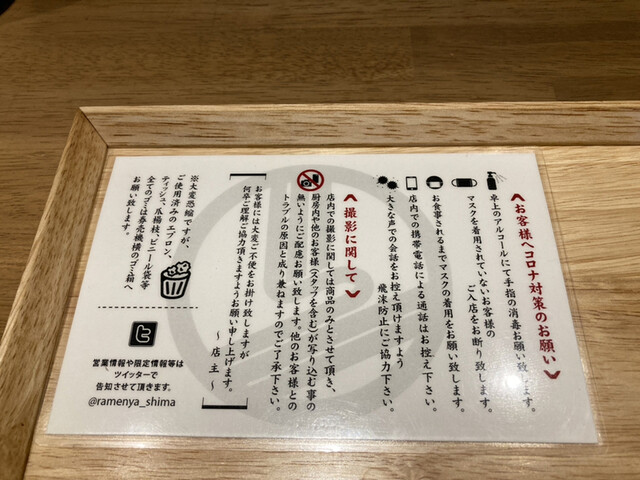 《お客様へコロナ対策のお願い》
卓上のアルコールにて手指の消毒お願い致します。
マスクを着用されていないお客様の
ご入店をお断り致します。
お食事されるまでマスクの着用をお願い致します。
店内での携帯電話による通話はお控え下さい。
大きな声での会話をお控え頂けますよう
飛沫防止にご協力下さい。
《撮影に関して》
店内での撮影に関しては商品のみとさせて頂き、
厨房内や他のお客様(スタッフを含む)が写り込む事の
無いようにご配慮お願い致します。他のお客様との
トラブルの原因と成り兼ねますのでご了承下さい。
お客様には大変ご不便をお掛け致しますが
何卒ご理解ご協力頂きますようお願い申し上げます。
〜店主〜
※大変恐縮ですが、
ご使用済みのエプロン、
ティッシュ、爪楊枝、ビニール袋等
全てのゴミは券売機横のゴミ箱へ
お願い致します。
営業情報や限定情報等は
ツイッターで
告知させて頂きます。
@ramenya_shima